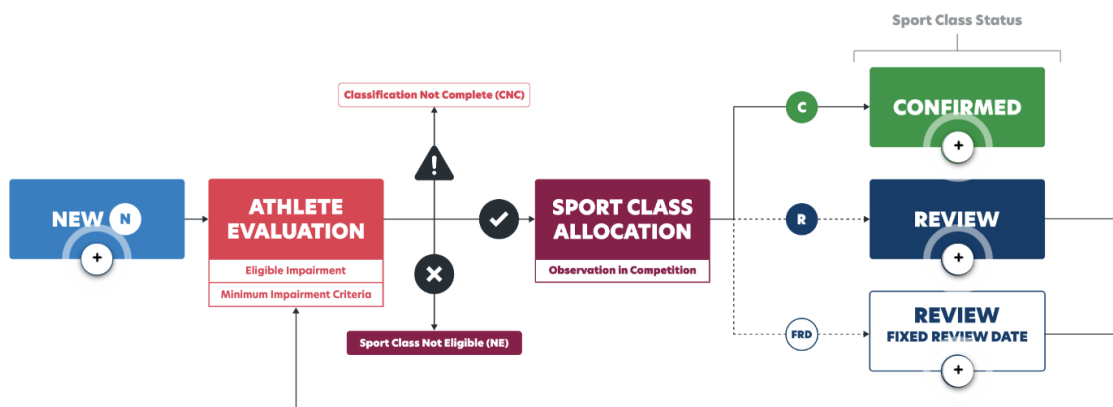 Sport Class Status
Classification Not Complete (CNC)
C
CONFIRMED
+
!
NEW N
+
ATHLETE
EVALUATION
Eligible Impairment
Minimum Impairment Criteria
SPORT CLASS
ALLOCATION
Observation in Competition
R
REVIEW
+
Sport Class Not Eligible (NE)
FRD
REVIEW
FIXED REVIEW DATE
+